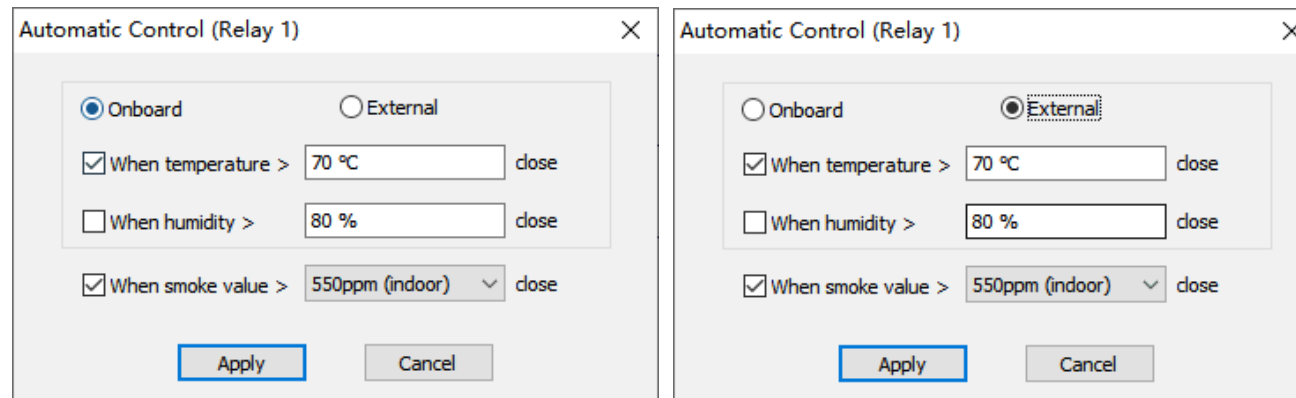 Automatic Control (Relay 1)
Onboard External
When temperature > 70 ℃ close
When humidity > 80 % close
When smoke value > 550ppm (indoor) close
Apply Cancel
Automatic Control (Relay 1)
Onboard External
When temperature > 70 ℃ close
When humidity > 80 % close
When smoke value > 550ppm (indoor) close
Apply Cancel